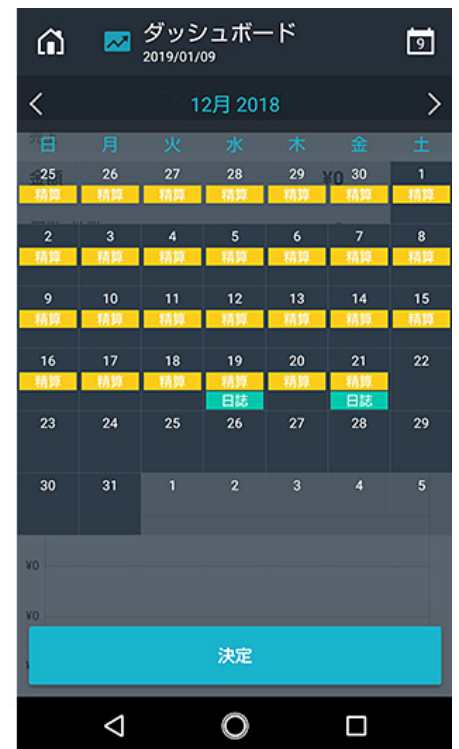 ダッシュボード
2019/01/09
9
12月 2018
日 月 火 水 木 金 土
金額 ¥0
25 26 27 28 29 30 1
精算 精算 精算 精算 精算 精算 精算
2 3 4 5 6 7 8
精算 精算 精算 精算 精算 精算 精算
9 10 11 12 13 14 15
精算 精算 精算 精算 精算 精算 精算
16 17 18 19 20 21 22
精算 精算 精算 精算 精算 精算
日誌 日誌
23 24 25 26 27 28 29
30 31 1 2 3 4 5
¥0
¥0
決定